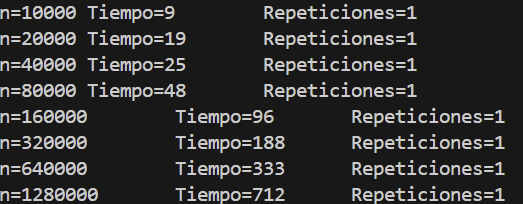 n=10000 Tiempo=9 Repeticiones=1
n=20000 Tiempo=19 Repeticiones=1
n=40000 Tiempo=25 Repeticiones=1
n=80000 Tiempo=48 Repeticiones=1
n=160000 Tiempo=96 Repeticiones=1
n=320000 Tiempo=188 Repeticiones=1
n=640000 Tiempo=333 Repeticiones=1
n=1280000 Tiempo=712 Repeticiones=1